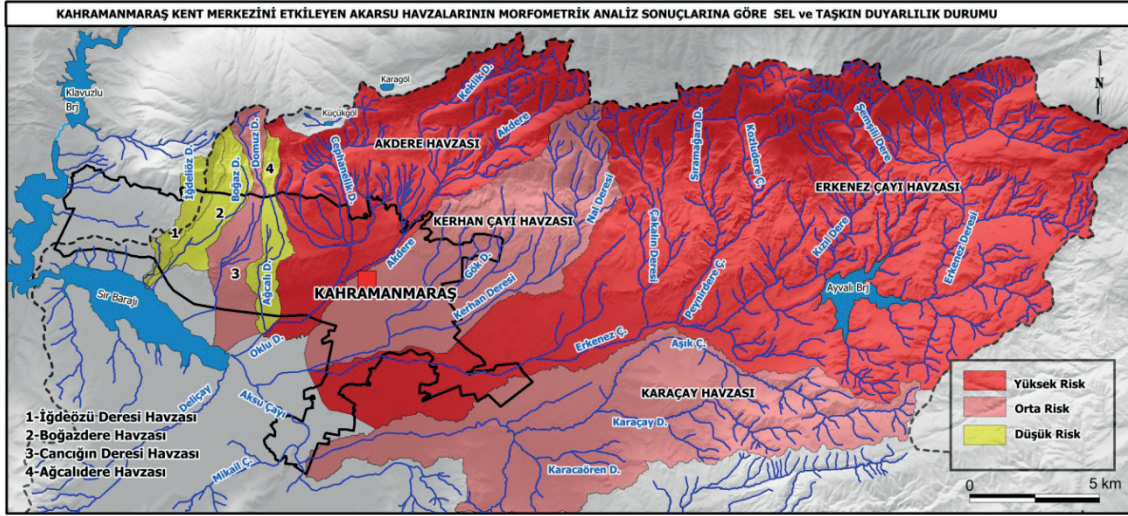 KAHRAMANMARAŞ KENT MERKEZİNİ ETKİLEYEN AKARSU HAVZALARININ MORFOMETRİK ANALİZ SONUÇLARINA GÖRE SEL ve TAŞKIN DUYARLILIK DURUMU
Klavuzlu
Brj
Karagöl
Küçükgöl
N
Keklik D.
Akdere
AKDERE HAVZASI
Cephanelik D.
Domuz D.
Boğaz D.
İğdeliöz D.
4
2
1
3
Ağcalı D.
Sır Barajı
KERHAN ÇAYI HAVZASI
Nal Deresi
Gök D.
Akdere
Kerhan Deresi
KAHRAMANMARAŞ
Sıramağara D.
Kozludere Ç.
Şemşili Dere
ERKENEZ ÇAYI HAVZASI
Çakalın Deresi
Peynirdere Ç.
Kızıl Dere
Erkenez Deresi
Ayvalı Brj
Erkenez Ç.
Aşık Ç.
Oklu D.
Deliçay
Aksu Çayı
KARAÇAY HAVZASI
Karaçay D.
Karacaören D.
Mikail Ç.
1-İğdeözü Deresi Havzası
2-Boğazdere Havzası
3-Cancığın Deresi Havzası
4-Ağcalıdere Havzası
Yüksek Risk
Orta Risk
Düşük Risk
0 5 km